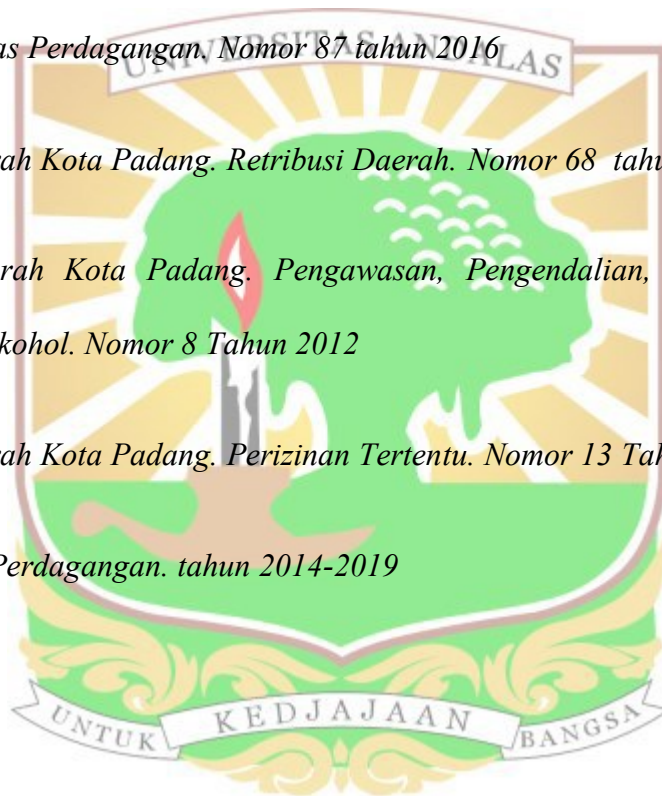 UNIVERSITAS ANDALAS
as Perdagangan. Nomor 87 tahun 2016
rah Kota Padang. Retribusi Daerah. Nomor 68 tahu
rah Kota Padang. Pengawasan, Pengendalian,
kohol. Nomor 8 Tahun 2012
rah Kota Padang. Perizinan Tertentu. Nomor 13 Tah
Perdagangan. tahun 2014-2019
UNTUK KEDJAJAAN BANGSA